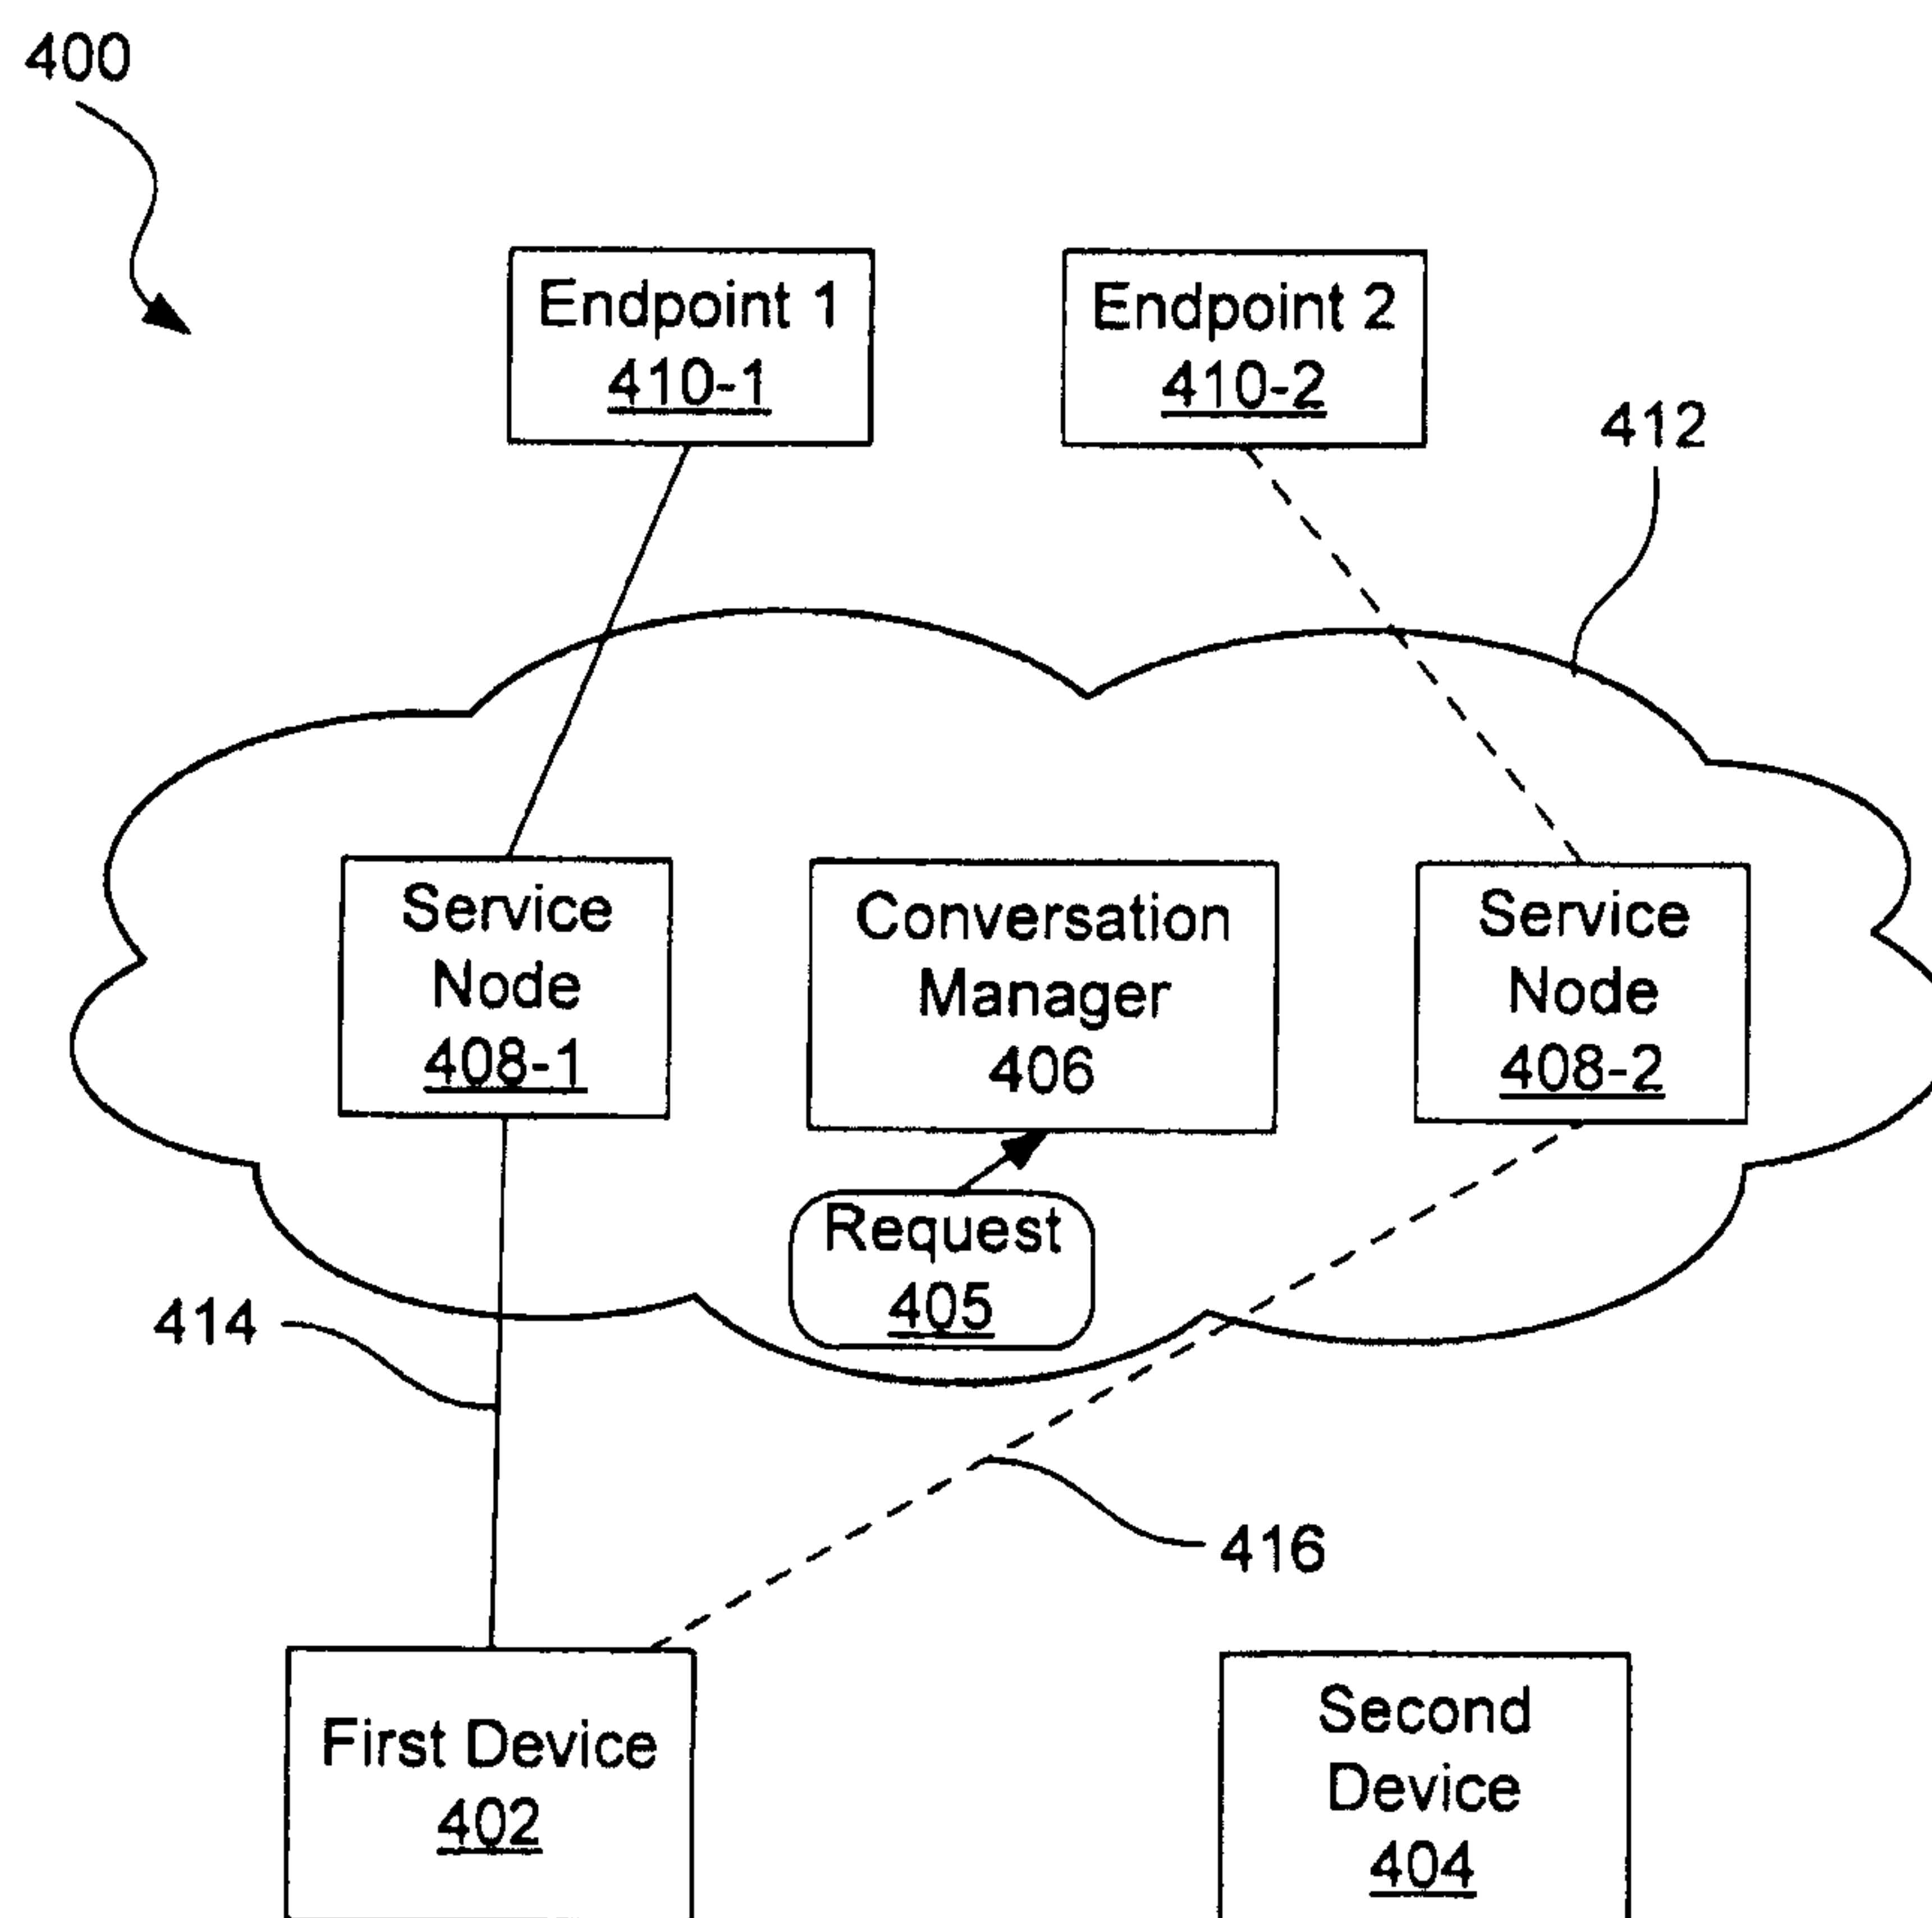 400
Endpoint 1
410-1
Endpoint 2
410-2
412
Service
Node
408-1
Conversation
Manager
406
Service
Node
408-2
Request
405
414
416
First Device
402
Second
Device
404